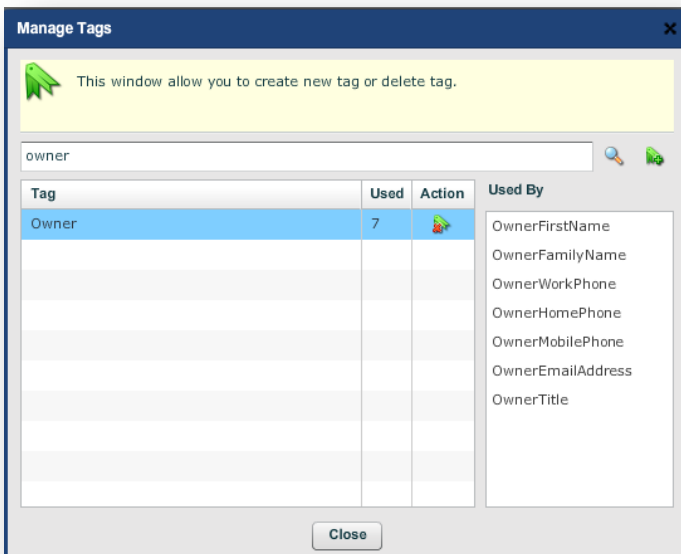 Manage Tags
This window allow you to create new tag or delete tag.
owner
Tag Used Action
Owner 7
Used By
OwnerFirstName
OwnerFamilyName
OwnerWorkPhone
OwnerHomePhone
OwnerMobilePhone
OwnerEmailAddress
OwnerTitle
Close